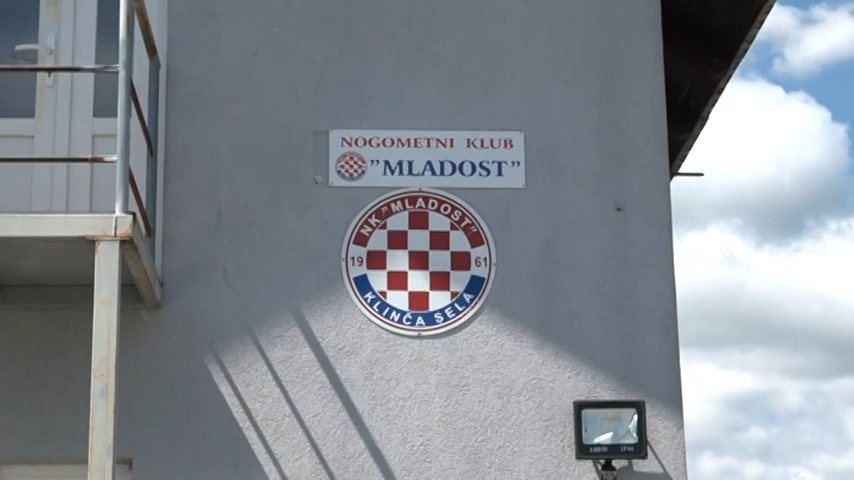 NOGOMETNI KLUB
"MLADOST"
NK "MLADOST"
19 61
KLINČA SELA